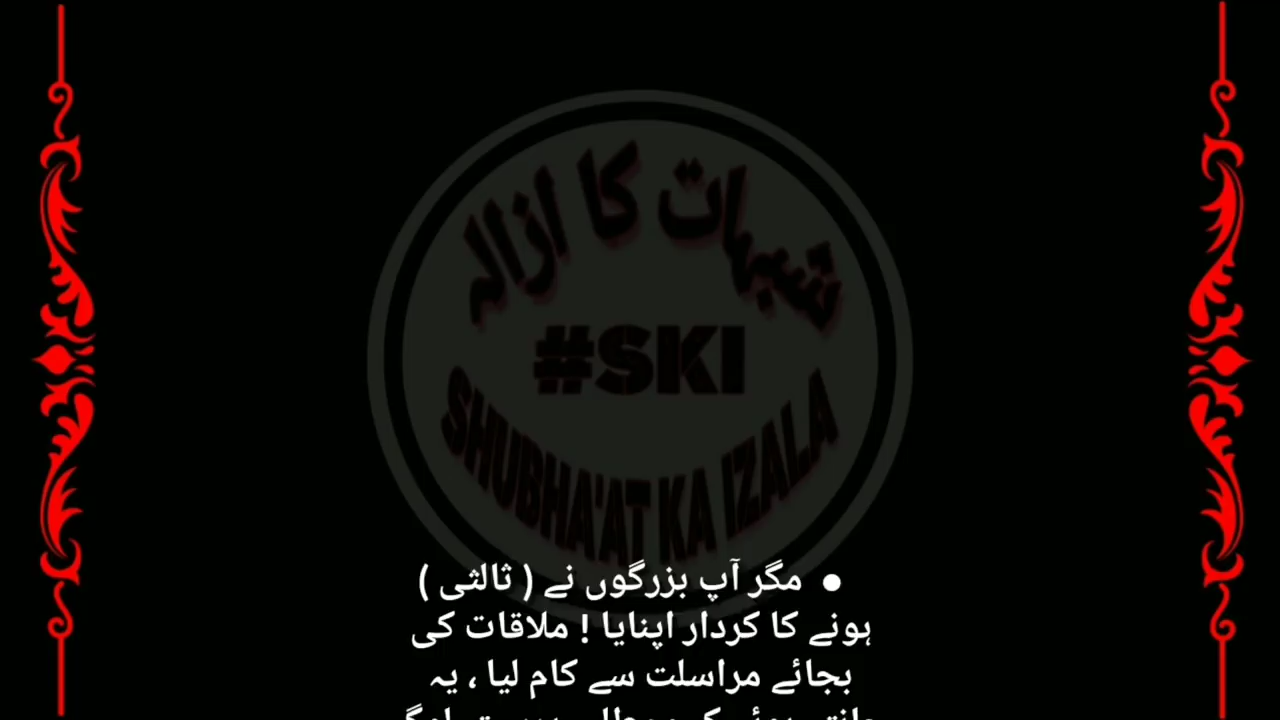 شبہات کا ازالہ
#SKI
SHUBHA'AT KA IZALA
● مگر آپ بزرگوں نے ( ثالثی )
ہونے کا کردار اپنایا ! ملاقات کی
بجائے مراسلت سے کام لیا ، یہ